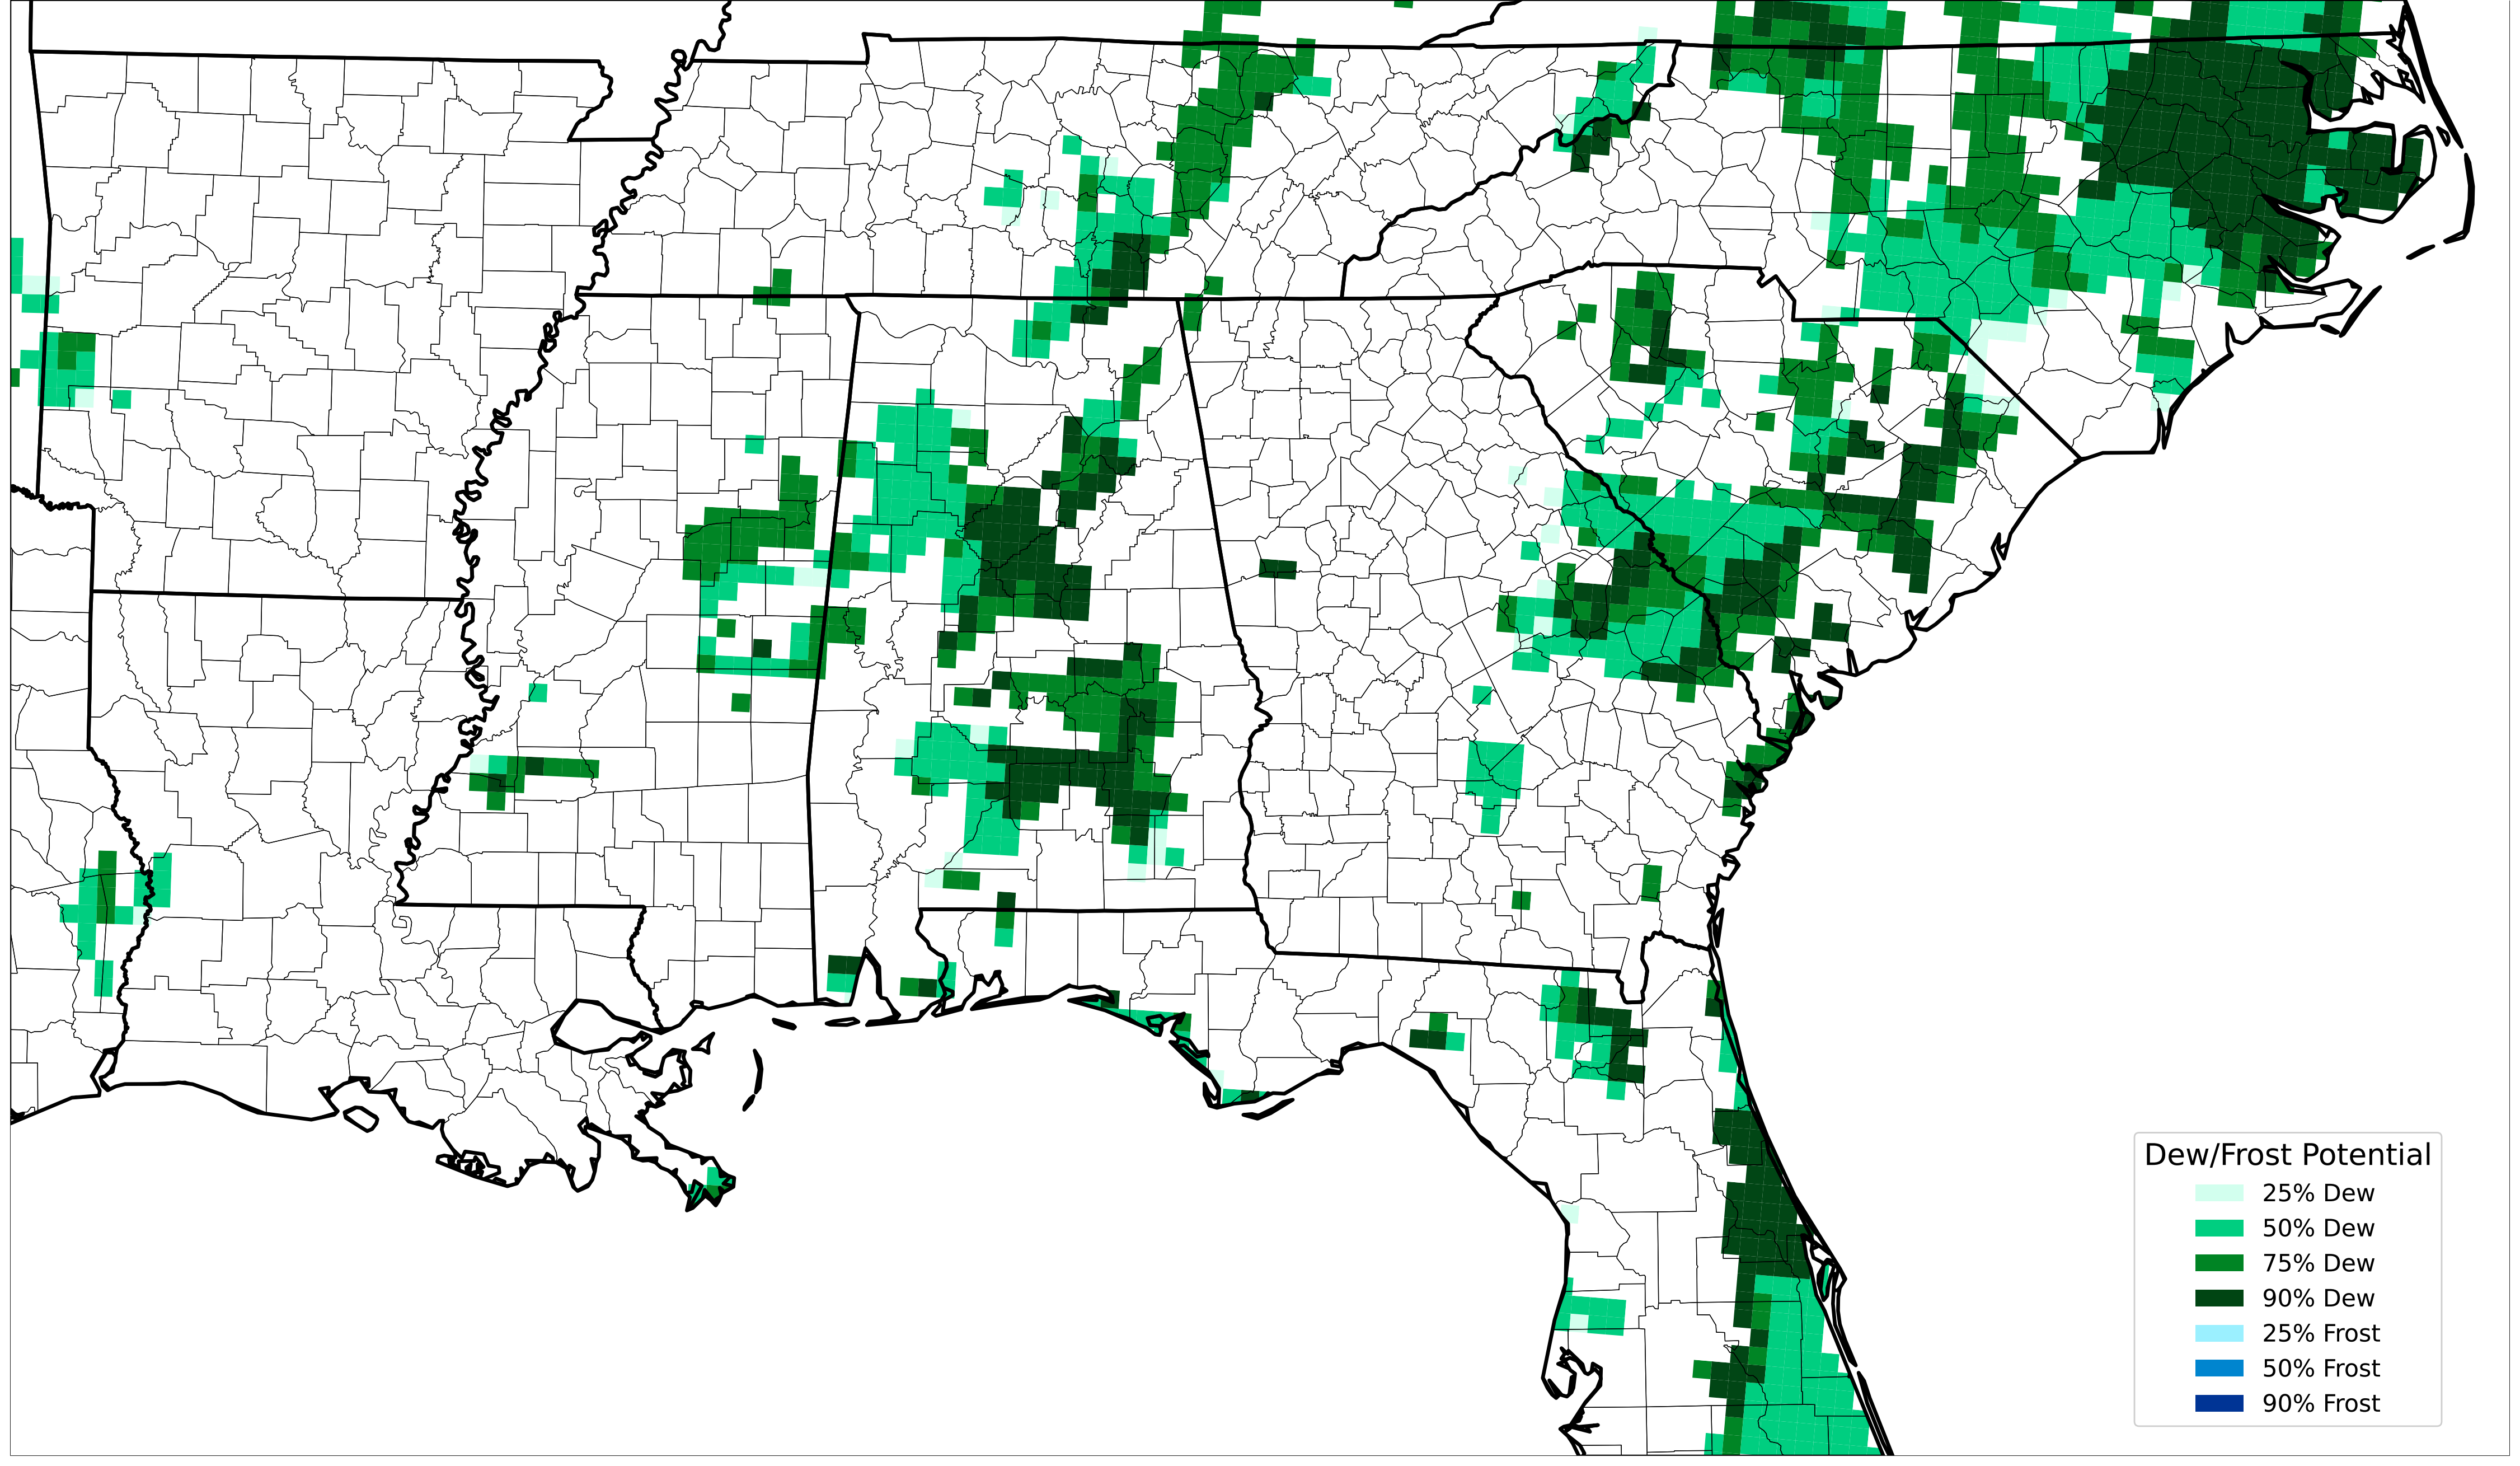 Dew/Frost Potential
25% Dew
50% Dew
75% Dew
90% Dew
25% Frost
50% Frost
90% Frost